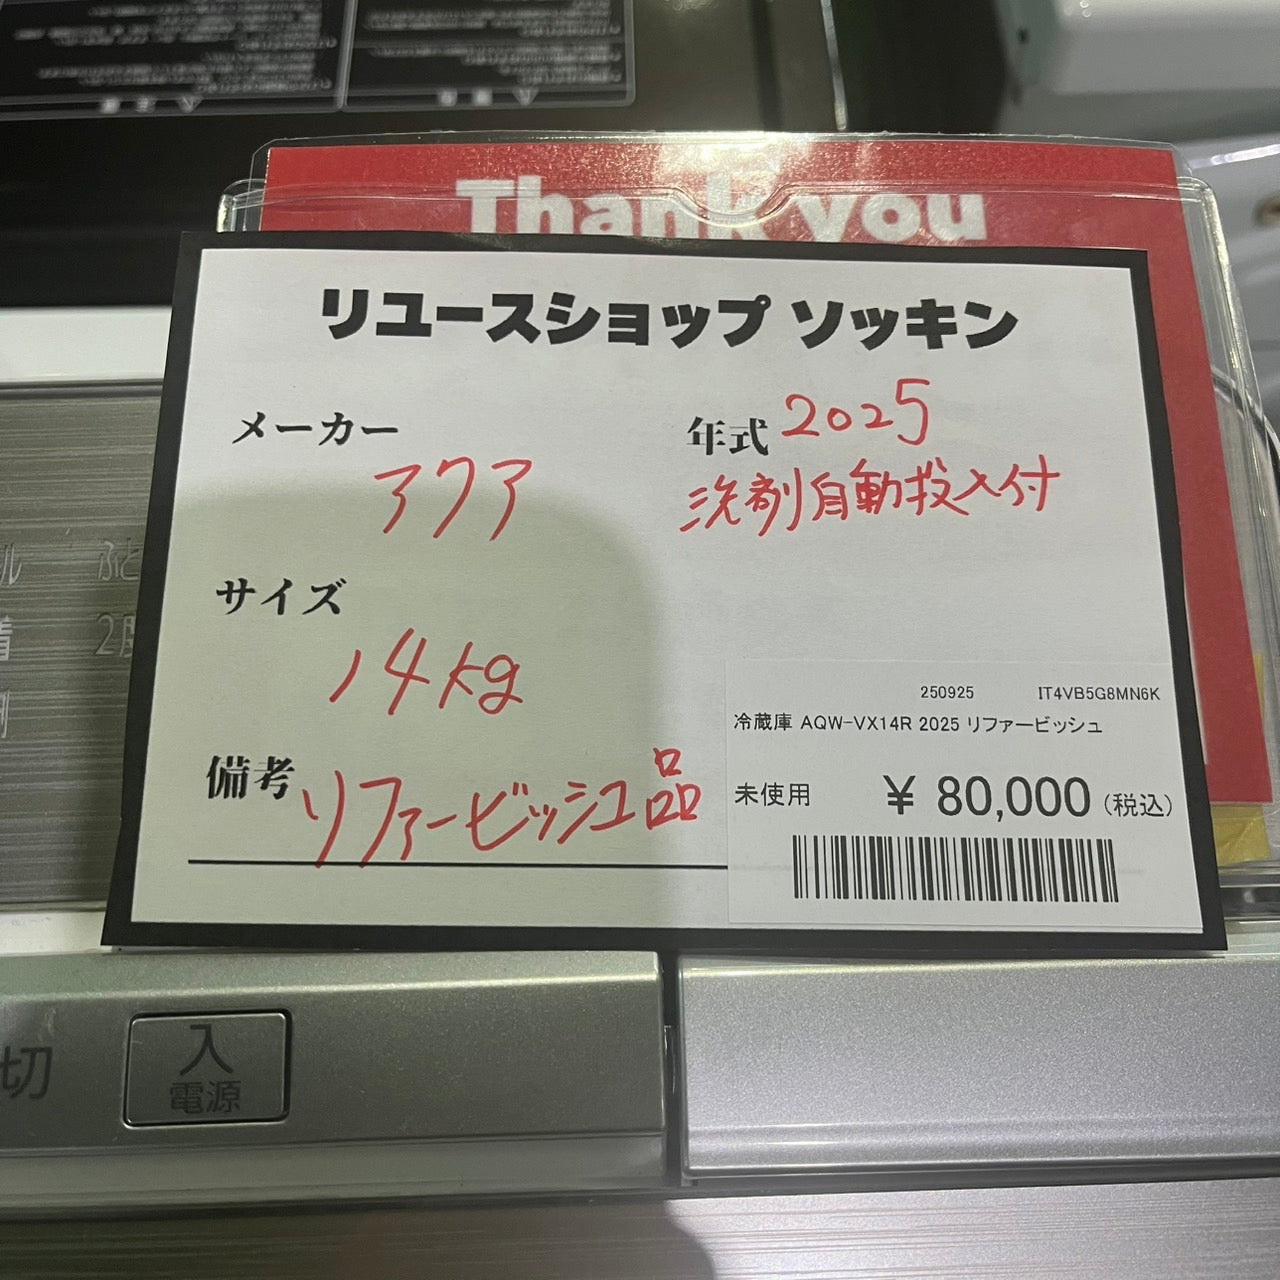 Thank you
リユースショップ ソッキン
メーカー
アクア
年式 2025
洗剤自動投入付
サイズ
14kg
備考 リファービッシュ品
250925 IT4VB5G8MN6K
冷蔵庫 AQW-VX14R 2025 リファービッシュ
未使用 ¥ 80,000 (税込)
2度
切
入
電源